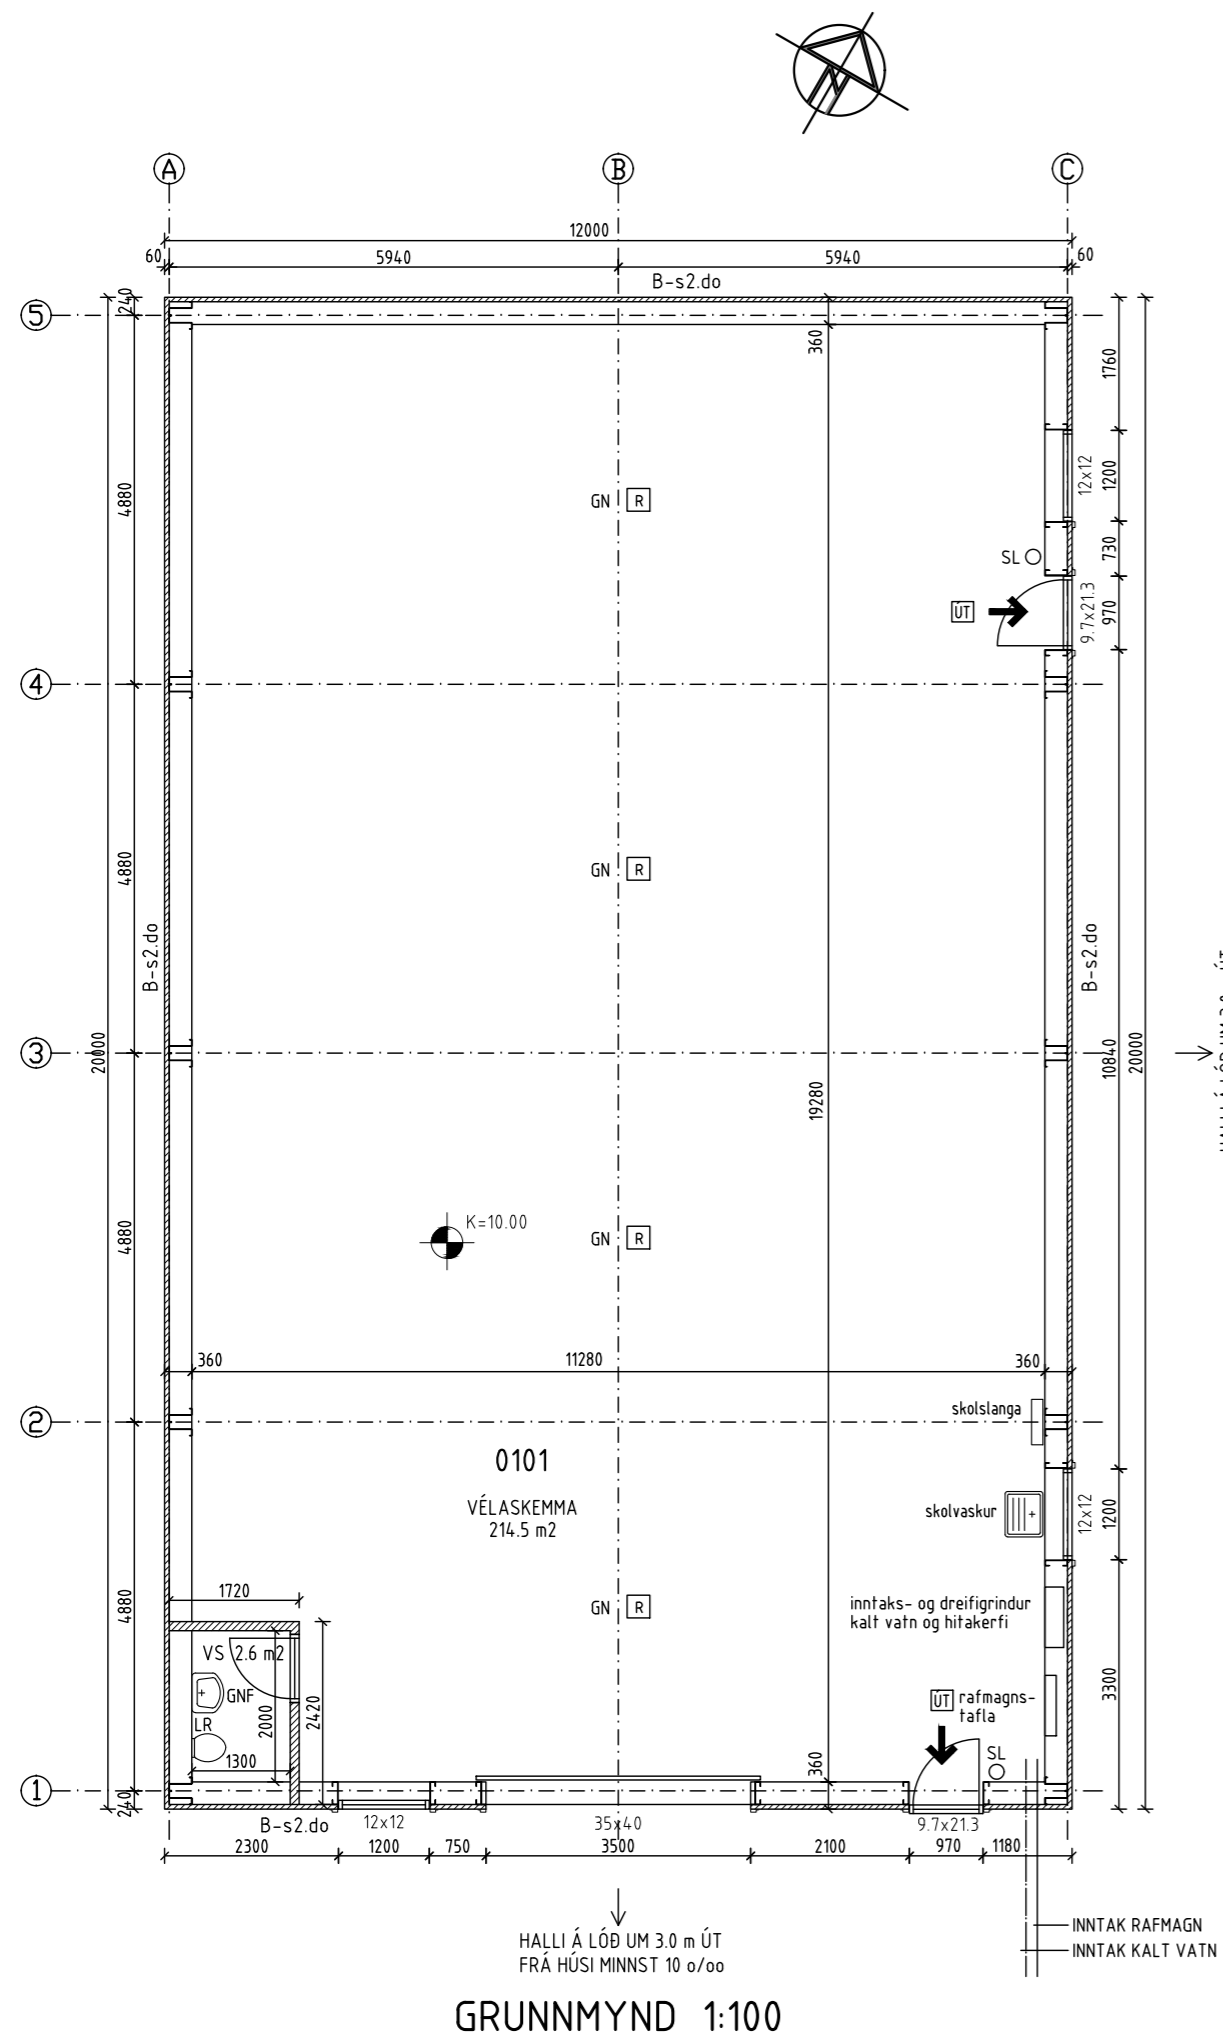 N
A
B
C
12000
60
5940
5940
60
B-s2.do
5
240
360
1760
4880
12x12
1200
GN
R
SL
730
ÚT
9.7x21.3
970
4
4880
GN
R
B-s2.do
B-s2.do
3
20000
10840
20000
19280
4880
K=10.00
GN
R
360
11280
360
2
skolslanga
0101
VÉLASKEMMA
214.5 m2
skolvaskur
12x12
1200
4880
1720
GN
R
inntaks- og dreifigrindur
kalt vatn og hitakerfi
VS 2.6 m2
GNF
LR
2000
2420
1300
3300
ÚT
rafmagns-
tafla
SL
360
1
240
B-s2.do
12x12
35x40
9.7x21.3
2300
1200
750
3500
2100
970
1180
HALLI Á LÓÐ UM 3.0 m ÚT
FRÁ HÚSI MINNST 10 o/oo
INNTAK RAFMAGN
INNTAK KALT VATN
GRUNNMYND 1:100